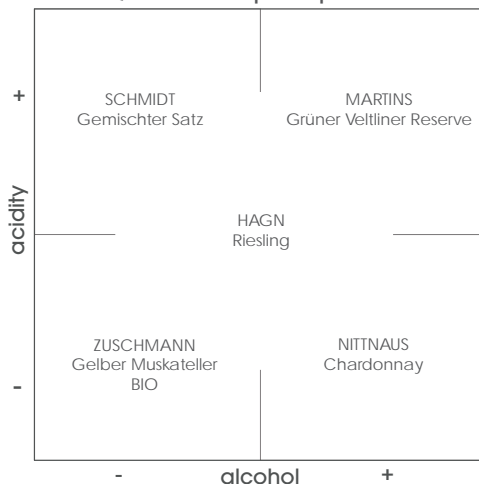 +
SCHMIDT
Gemischter Satz
MARTINS
Grüner Veltliner Reserve
acidity
HAGN
Riesling
ZUSCHMANN
Gelber Muskateller
BIO
NITTNAUS
Chardonnay
-
- alcohol +